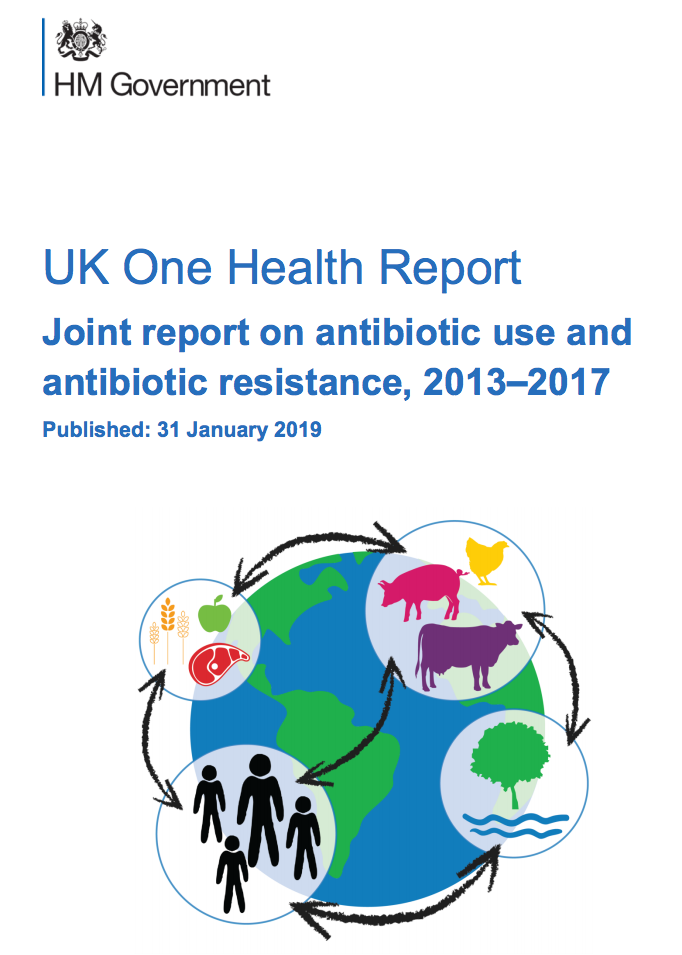 HM Government
UK One Health Report
Joint report on antibiotic use and
antibiotic resistance, 2013–2017
Published: 31 January 2019